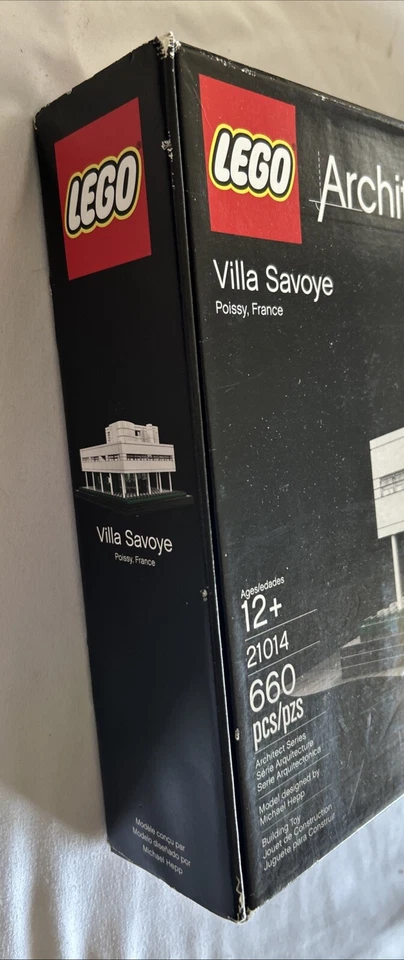 LEGO
Villa Savoye
Poissy, France
Modèle conçu par
Modelo diseñado por
Michael Hepp
LEGO
Archit
Villa Savoye
Poissy, France
Ages/edades
12+
21014
660
pcs/pzs
Architect Series
Série Architecture
Serie Arquitectónica
Model designed by
Michael Hepp
Building Toy
Jouet de Construction
Juguete para Construir